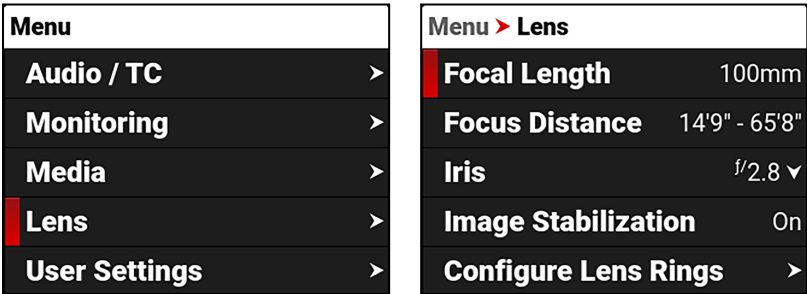 Menu
Audio / TC
Monitoring
Media
Lens
User Settings
Menu ➤ Lens
Focal Length 100mm
Focus Distance 14'9" - 65'8"
Iris ƒ/2.8
Image Stabilization On
Configure Lens Rings